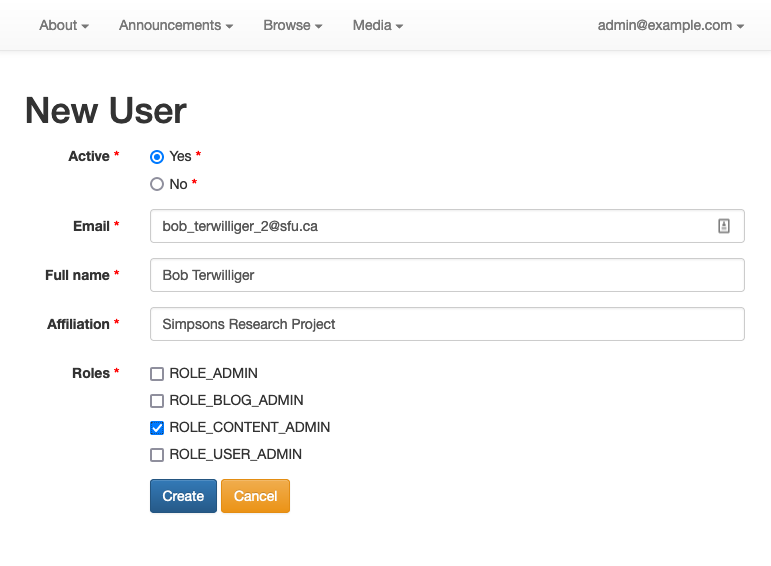 About Announcements Browse Media admin@example.com
New User
Active * Yes *
No *
Email * bob_terwilliger_2@sfu.ca
Full name * Bob Terwilliger
Affiliation * Simpsons Research Project
Roles * ROLE_ADMIN
ROLE_BLOG_ADMIN
ROLE_CONTENT_ADMIN
ROLE_USER_ADMIN
Create Cancel